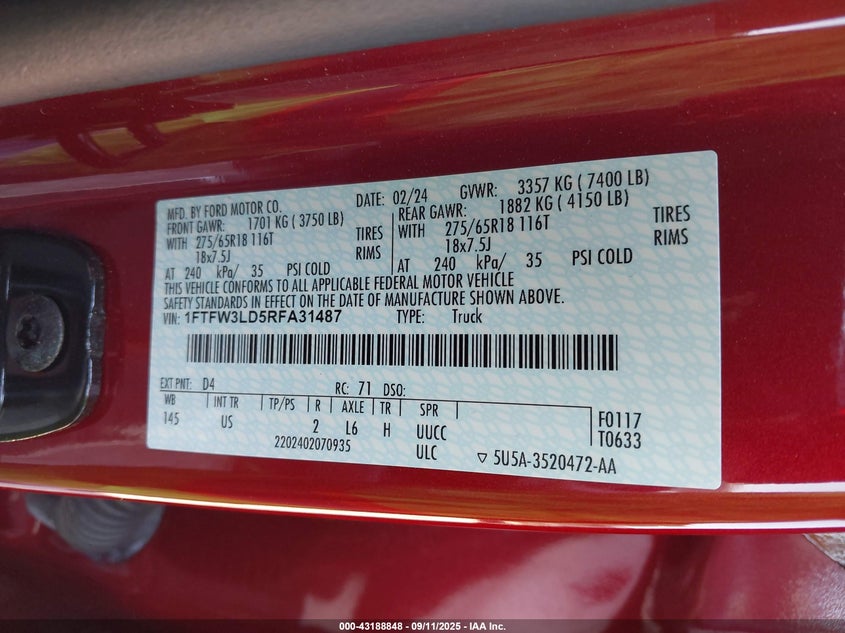 MFD. BY FORD MOTOR CO. DATE: 02/24 GVWR: 3357 KG ( 7400 LB)
FRONT GAWR: 1701 KG ( 3750 LB) REAR GAWR: 1882 KG ( 4150 LB)
WITH 275/65R18 116T TIRES WITH 275/65R18 116T TIRES
18x7.5J RIMS 18x7.5J RIMS
AT 240 kPa/ 35 PSI COLD AT 240 kPa/ 35 PSI COLD
THIS VEHICLE CONFORMS TO ALL APPLICABLE FEDERAL MOTOR VEHICLE
SAFETY STANDARDS IN EFFECT ON THE DATE OF MANUFACTURE SHOWN ABOVE.
VIN: 1FTFW3LD5RFA31487 TYPE: Truck
EXT PNT: D4 RC: 71 DSO:
WB INT TR TP/PS R AXLE TR SPR
145 US 2 L6 H UUCC
F0117
T0633
2202402070935 ULC ▽ 5U5A-3520472-AA
000-43188848 - 09/11/2025 - IAA Inc.